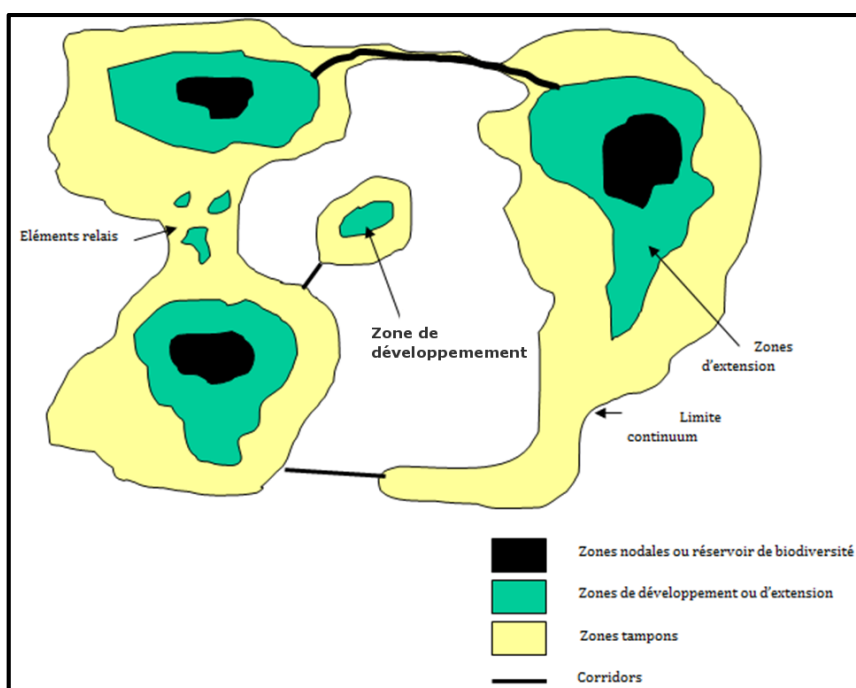 Eléments relais
Zone de
développemement
Zones
d'extension
Limite
continuum
Zones nodales ou réservoir de biodiversité
Zones de développement ou d'extension
Zones tampons
Corridors